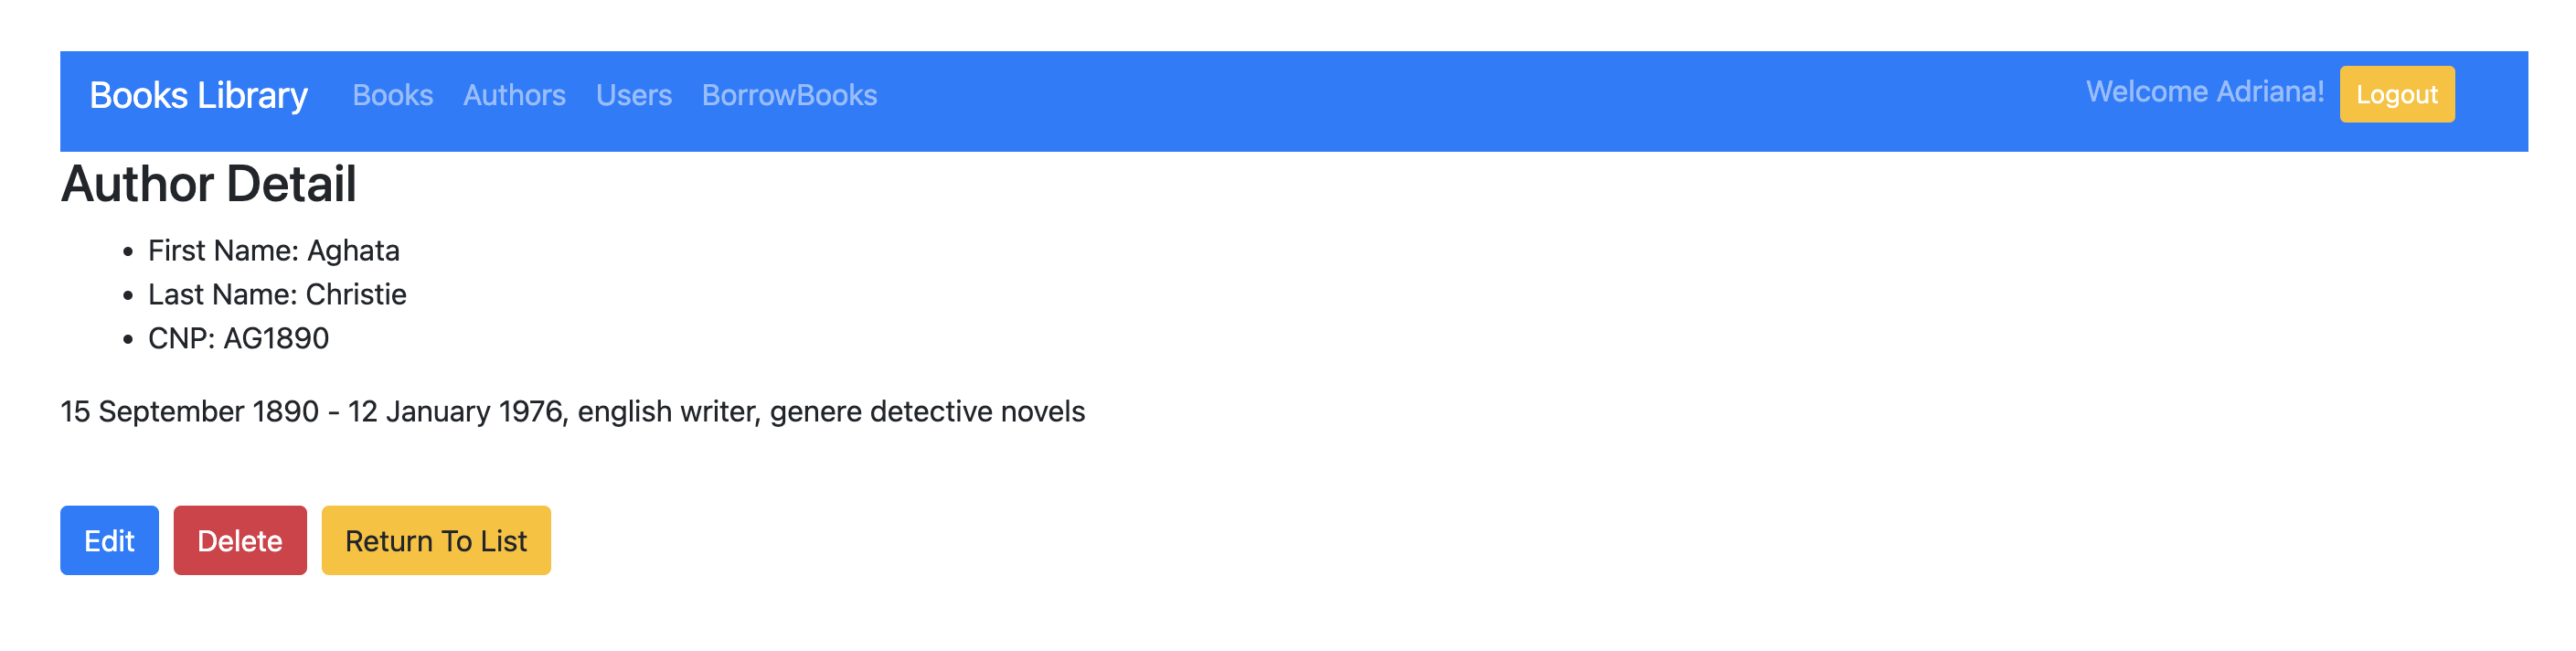 Books Library Books Authors Users BorrowBooks Welcome Adriana! Logout
Author Detail
• First Name: Aghata
• Last Name: Christie
• CNP: AG1890
15 September 1890 - 12 January 1976, english writer, genere detective novels
Edit Delete Return To List